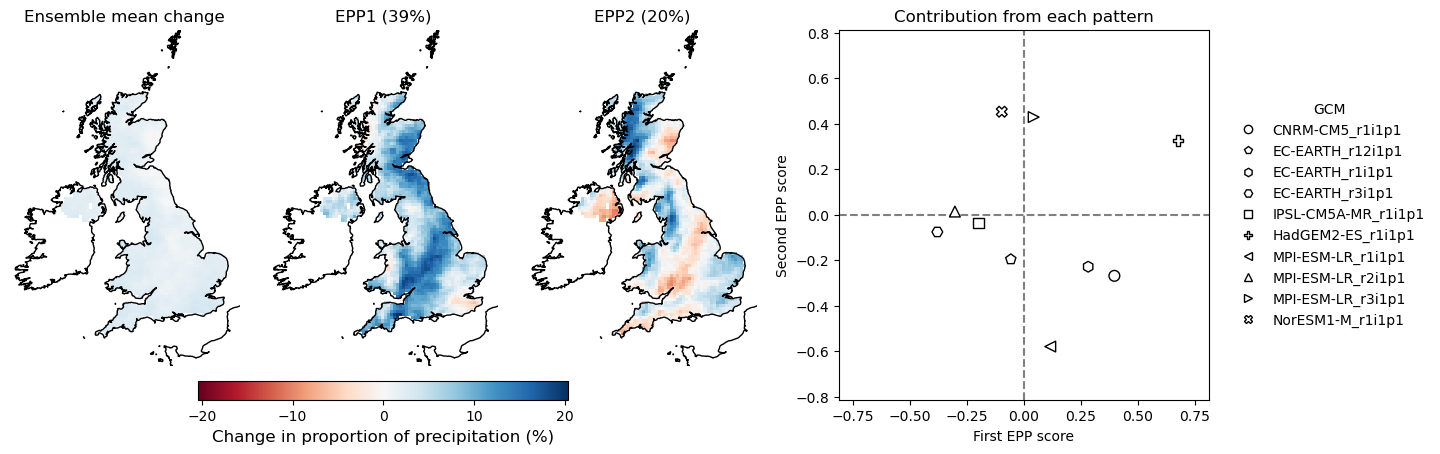 Ensemble mean change
EPP1 (39%)
EPP2 (20%)
Contribution from each pattern
−20
−10
0
10
20
Change in proportion of precipitation (%)
Second EPP score
0.8
0.6
0.4
0.2
0.0
−0.2
−0.4
−0.6
−0.8
−0.75
−0.50
−0.25
0.00
0.25
0.50
0.75
First EPP score
GCM
CNRM-CM5_r1i1p1
EC-EARTH_r12i1p1
EC-EARTH_r1i1p1
EC-EARTH_r3i1p1
IPSL-CM5A-MR_r1i1p1
HadGEM2-ES_r1i1p1
MPI-ESM-LR_r1i1p1
MPI-ESM-LR_r2i1p1
MPI-ESM-LR_r3i1p1
NorESM1-M_r1i1p1